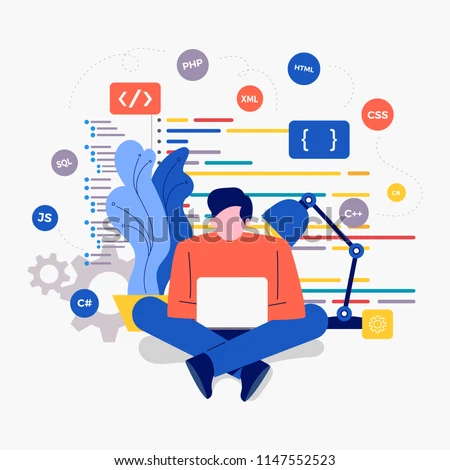 PHP
HTML
</>
XML
CSS
{ }
SQL
C++
JS
C#
www.shutterstock.com · 1147552523